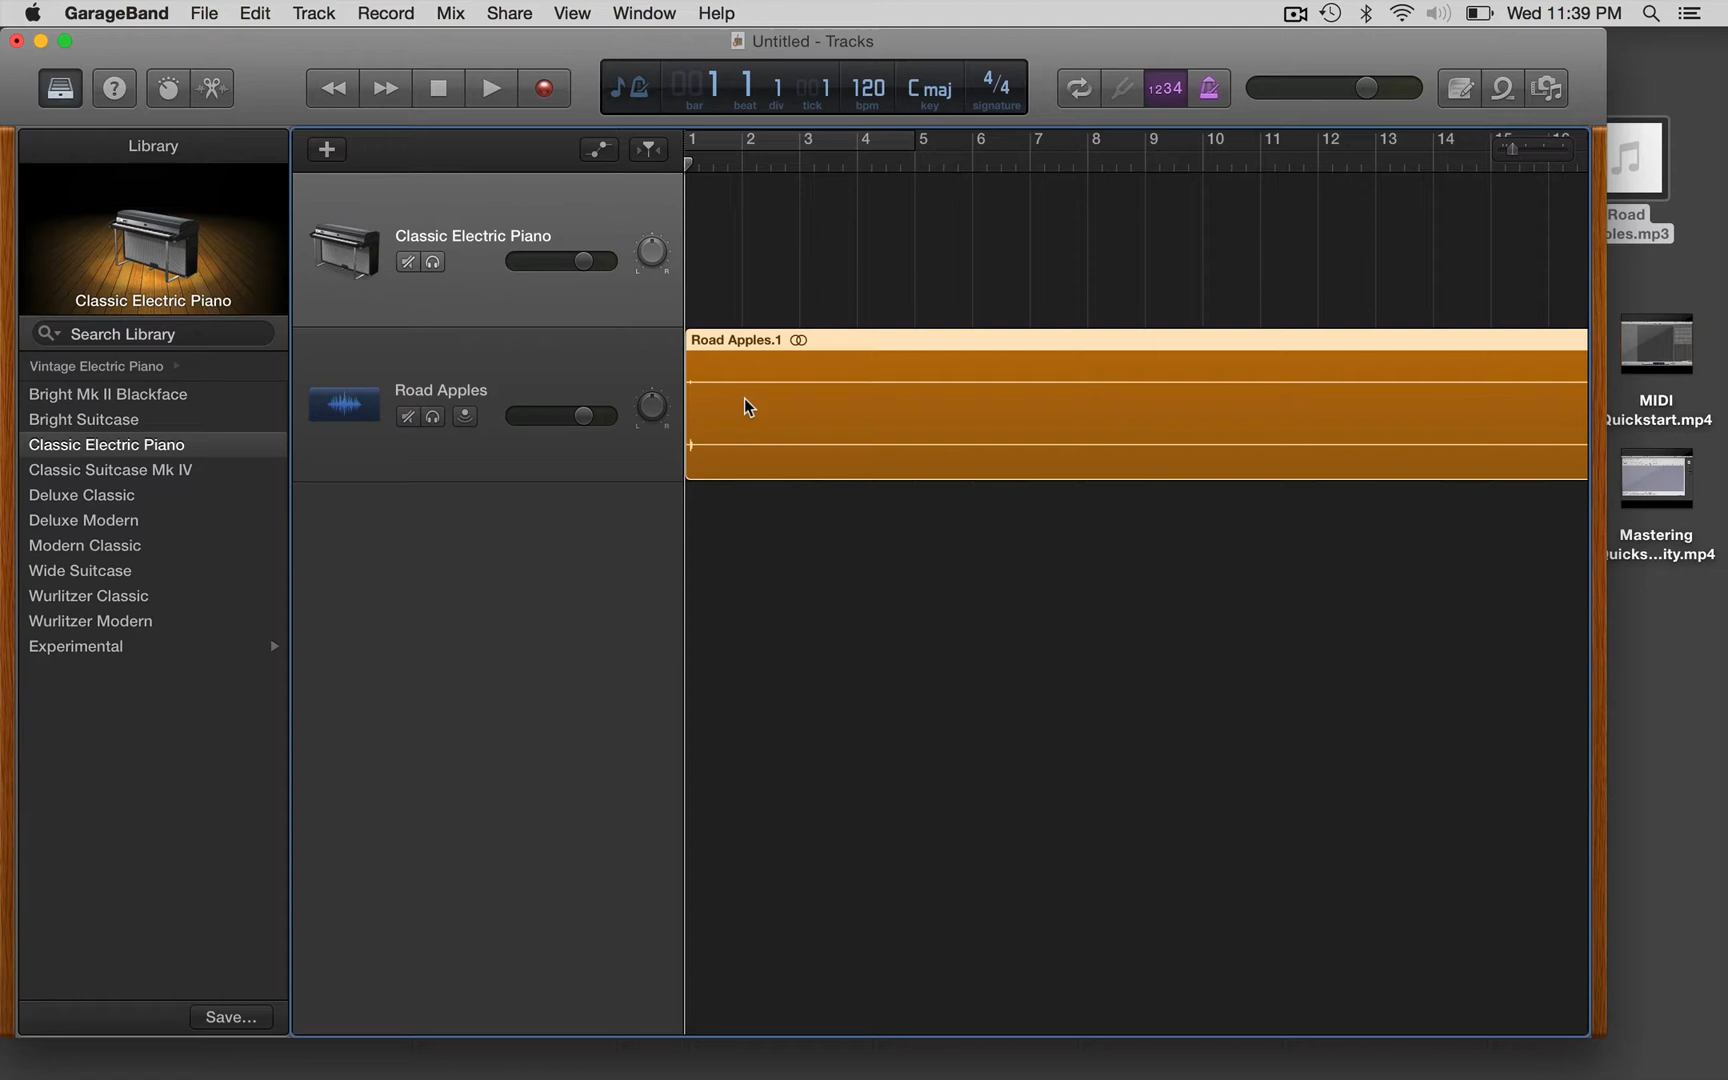 GarageBand File Edit Track Record Mix Share View Window Help Wed 11:39 PM
Untitled - Tracks
1 1 1 1 120 C maj 4/4
bar beat div tick bpm key signature
1234
Library
1 2 3 4 5 6 7 8 9 10 11 12 13 14 15 16
Classic Electric Piano
Search Library
Vintage Electric Piano
Bright Mk II Blackface
Bright Suitcase
Classic Electric Piano
Classic Suitcase Mk IV
Deluxe Classic
Deluxe Modern
Modern Classic
Wide Suitcase
Wurlitzer Classic
Wurlitzer Modern
Experimental
Save...
Classic Electric Piano
L R
Road Apples
L R
Road Apples.1
Road
ples.mp3
MIDI
Quickstart.mp4
Mastering
uicks...ity.mp4